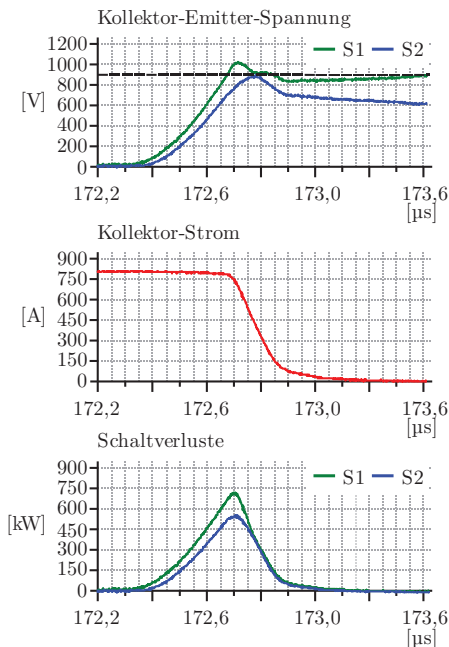 Kollektor-Emitter-Spannung
1200
1000
800
600
400
200
0
[V]
S1 S2
172,2 172,6 173,0 173,6
[µs]
Kollektor-Strom
900
750
600
450
300
150
0
[A]
172,2 172,6 173,0 173,6
[µs]
Schaltverluste
900
750
600
450
300
150
0
[kW]
S1 S2
172,2 172,6 173,0 173,6
[µs]